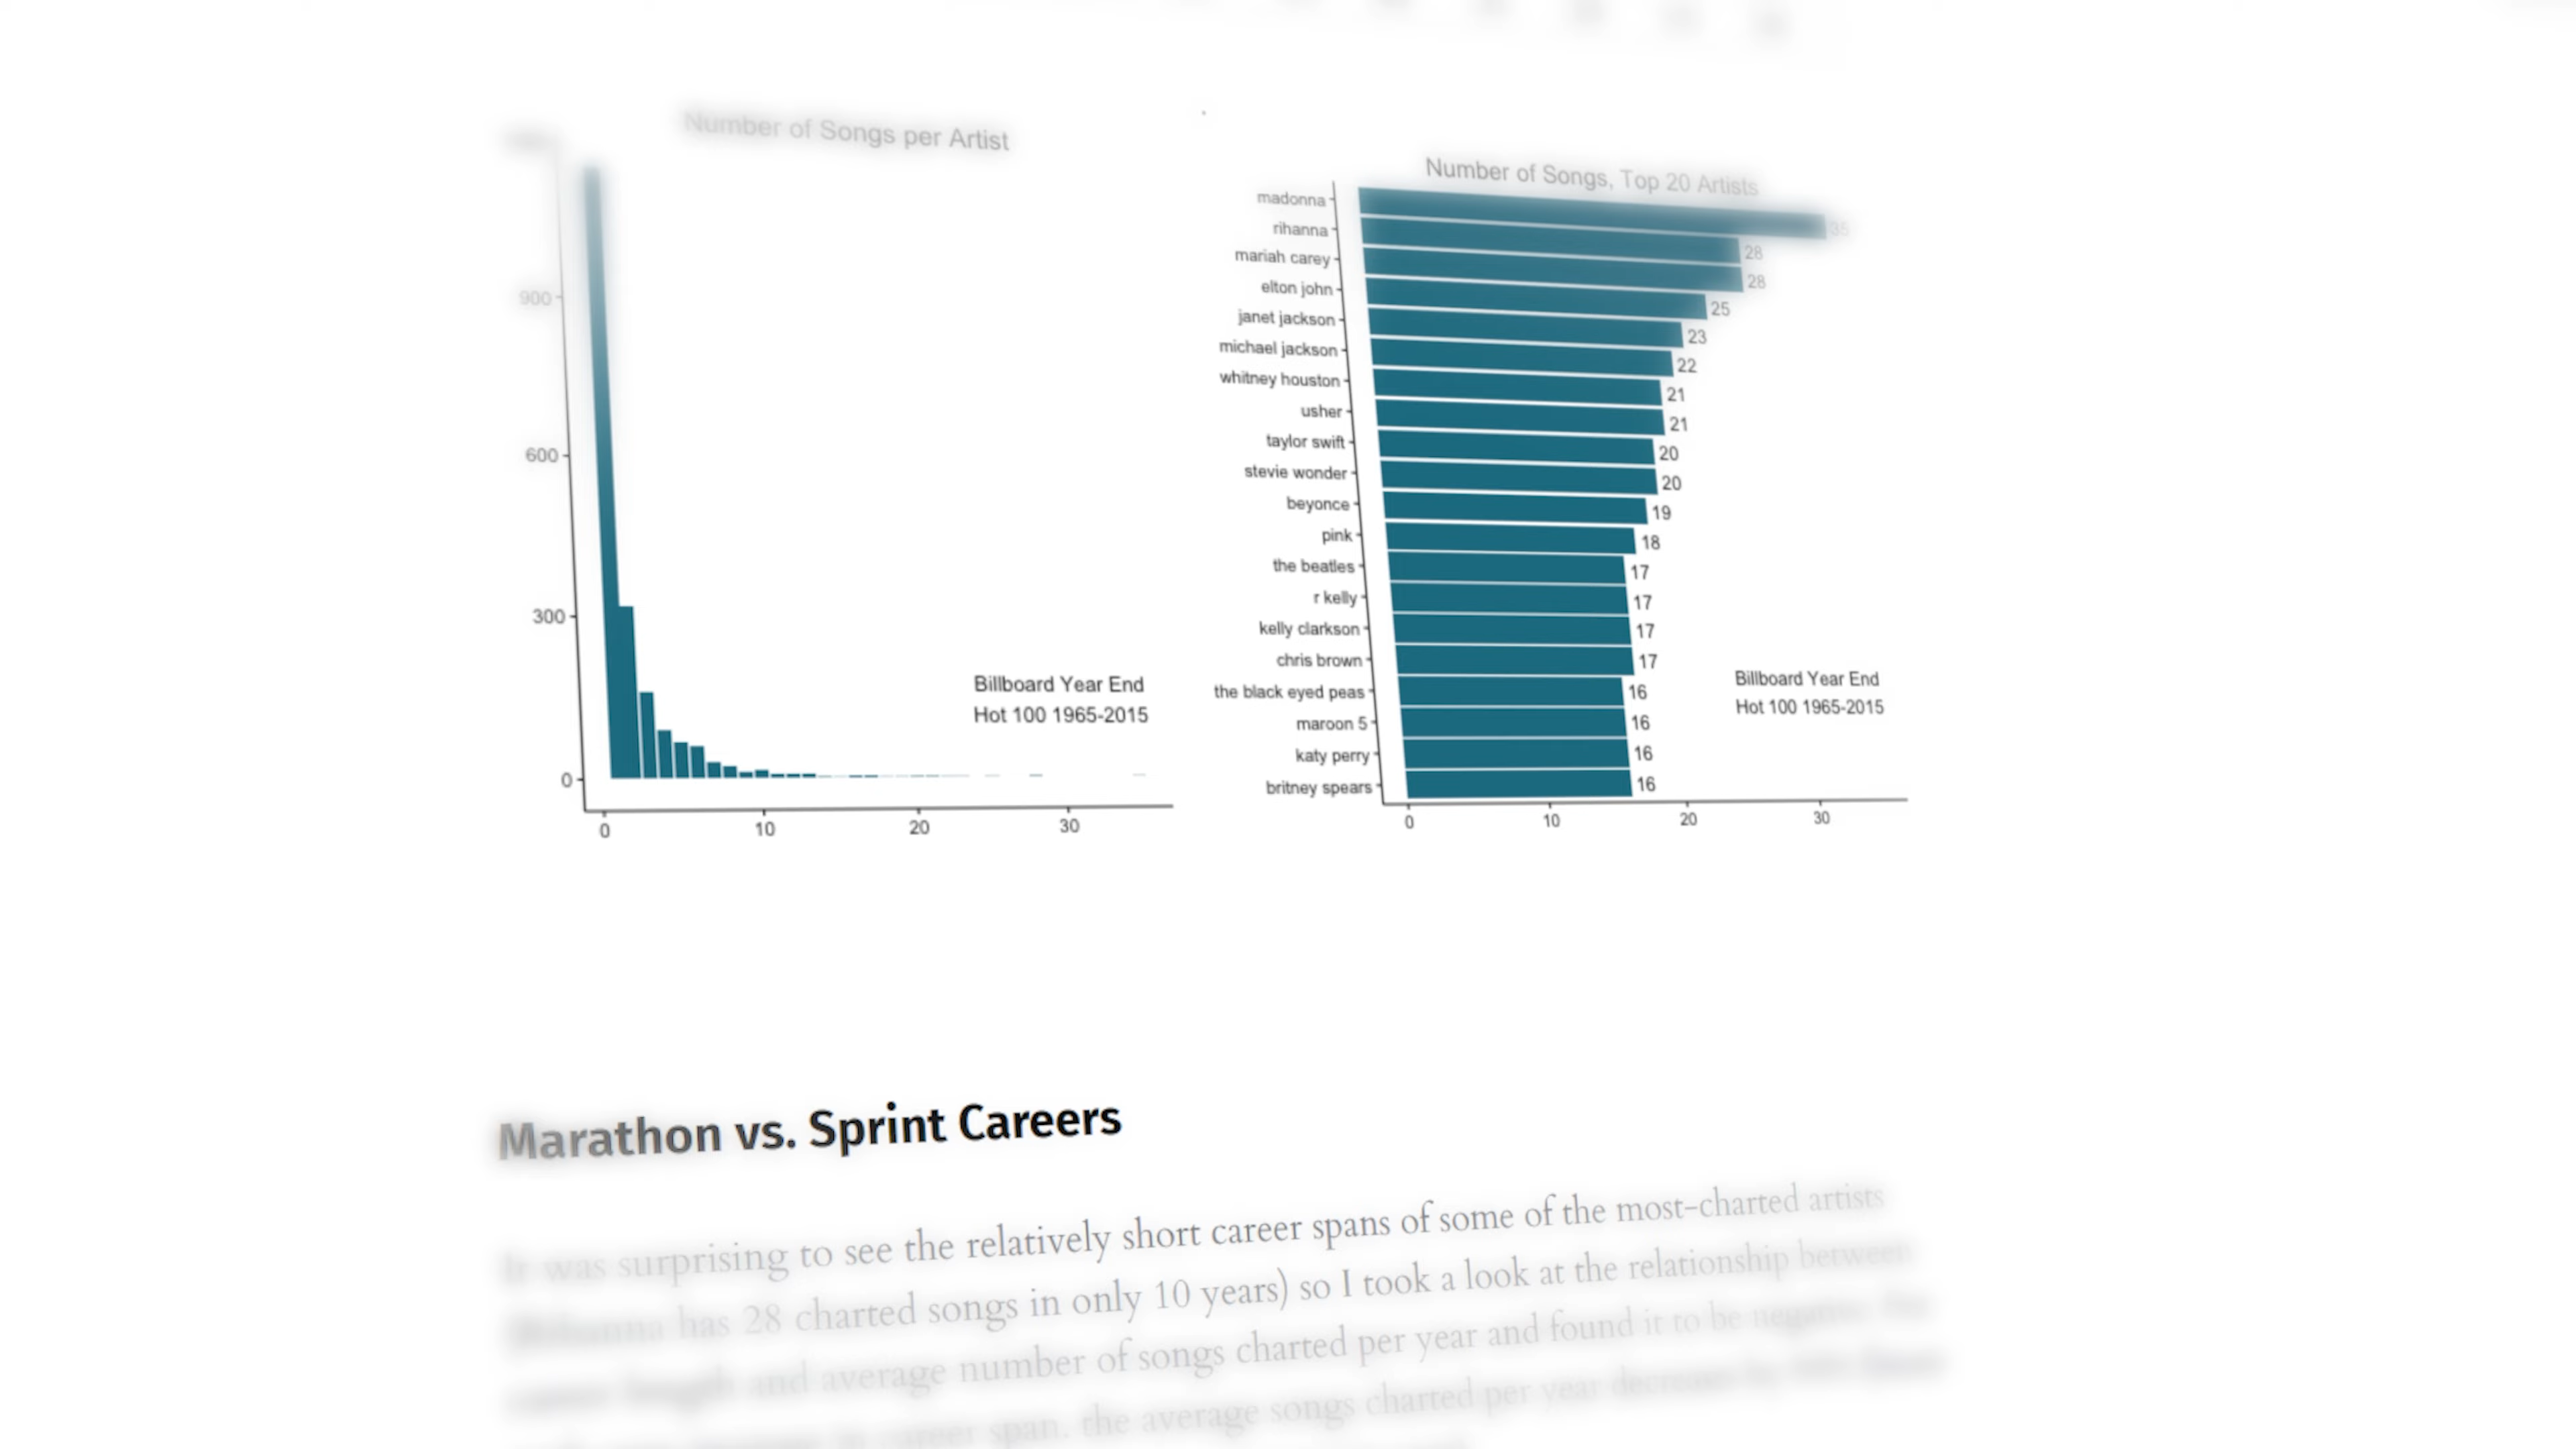 Number of Songs per Artist
900
600
300
0
0 10 20 30
Billboard Year End
Hot 100 1965-2015
Number of Songs, Top 20 Artists
madonna 35
rihanna 28
mariah carey 28
elton john 25
janet jackson 23
michael jackson 22
whitney houston 21
usher 21
taylor swift 20
stevie wonder 20
beyonce 19
pink 18
the beatles 17
r kelly 17
kelly clarkson 17
chris brown 17
the black eyed peas 16
maroon 5 16
katy perry 16
britney spears 16
0 10 20 30
Billboard Year End
Hot 100 1965-2015
Marathon vs. Sprint Careers
It was surprising to see the relatively short career spans of some of the most-charted artists
has 28 charted songs in only 10 years) so I took a look at the relationship between
career length and average number of songs charted per year and found it to be
career span, the average songs charted per year